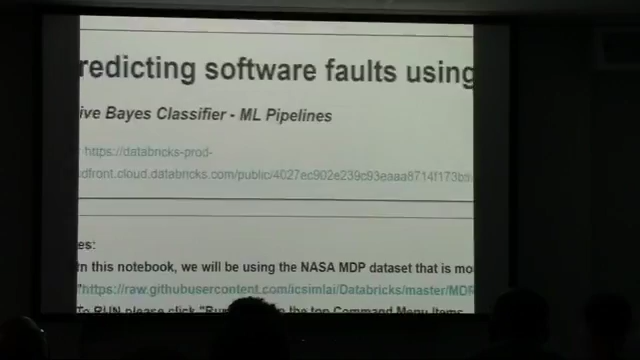 redicting software faults using
ive Bayes Classifier - ML Pipelines
https://databricks-prod-
dfront.cloud.databricks.com/public/4027ec902e239c93eaaa8714f173b
es:
In this notebook, we will be using the NASA MDP dataset that is mo
"https://raw.githubusercontent.com/icsimlai/Databricks/master/MDP
To RUN please click "Run the top Command Menu Items